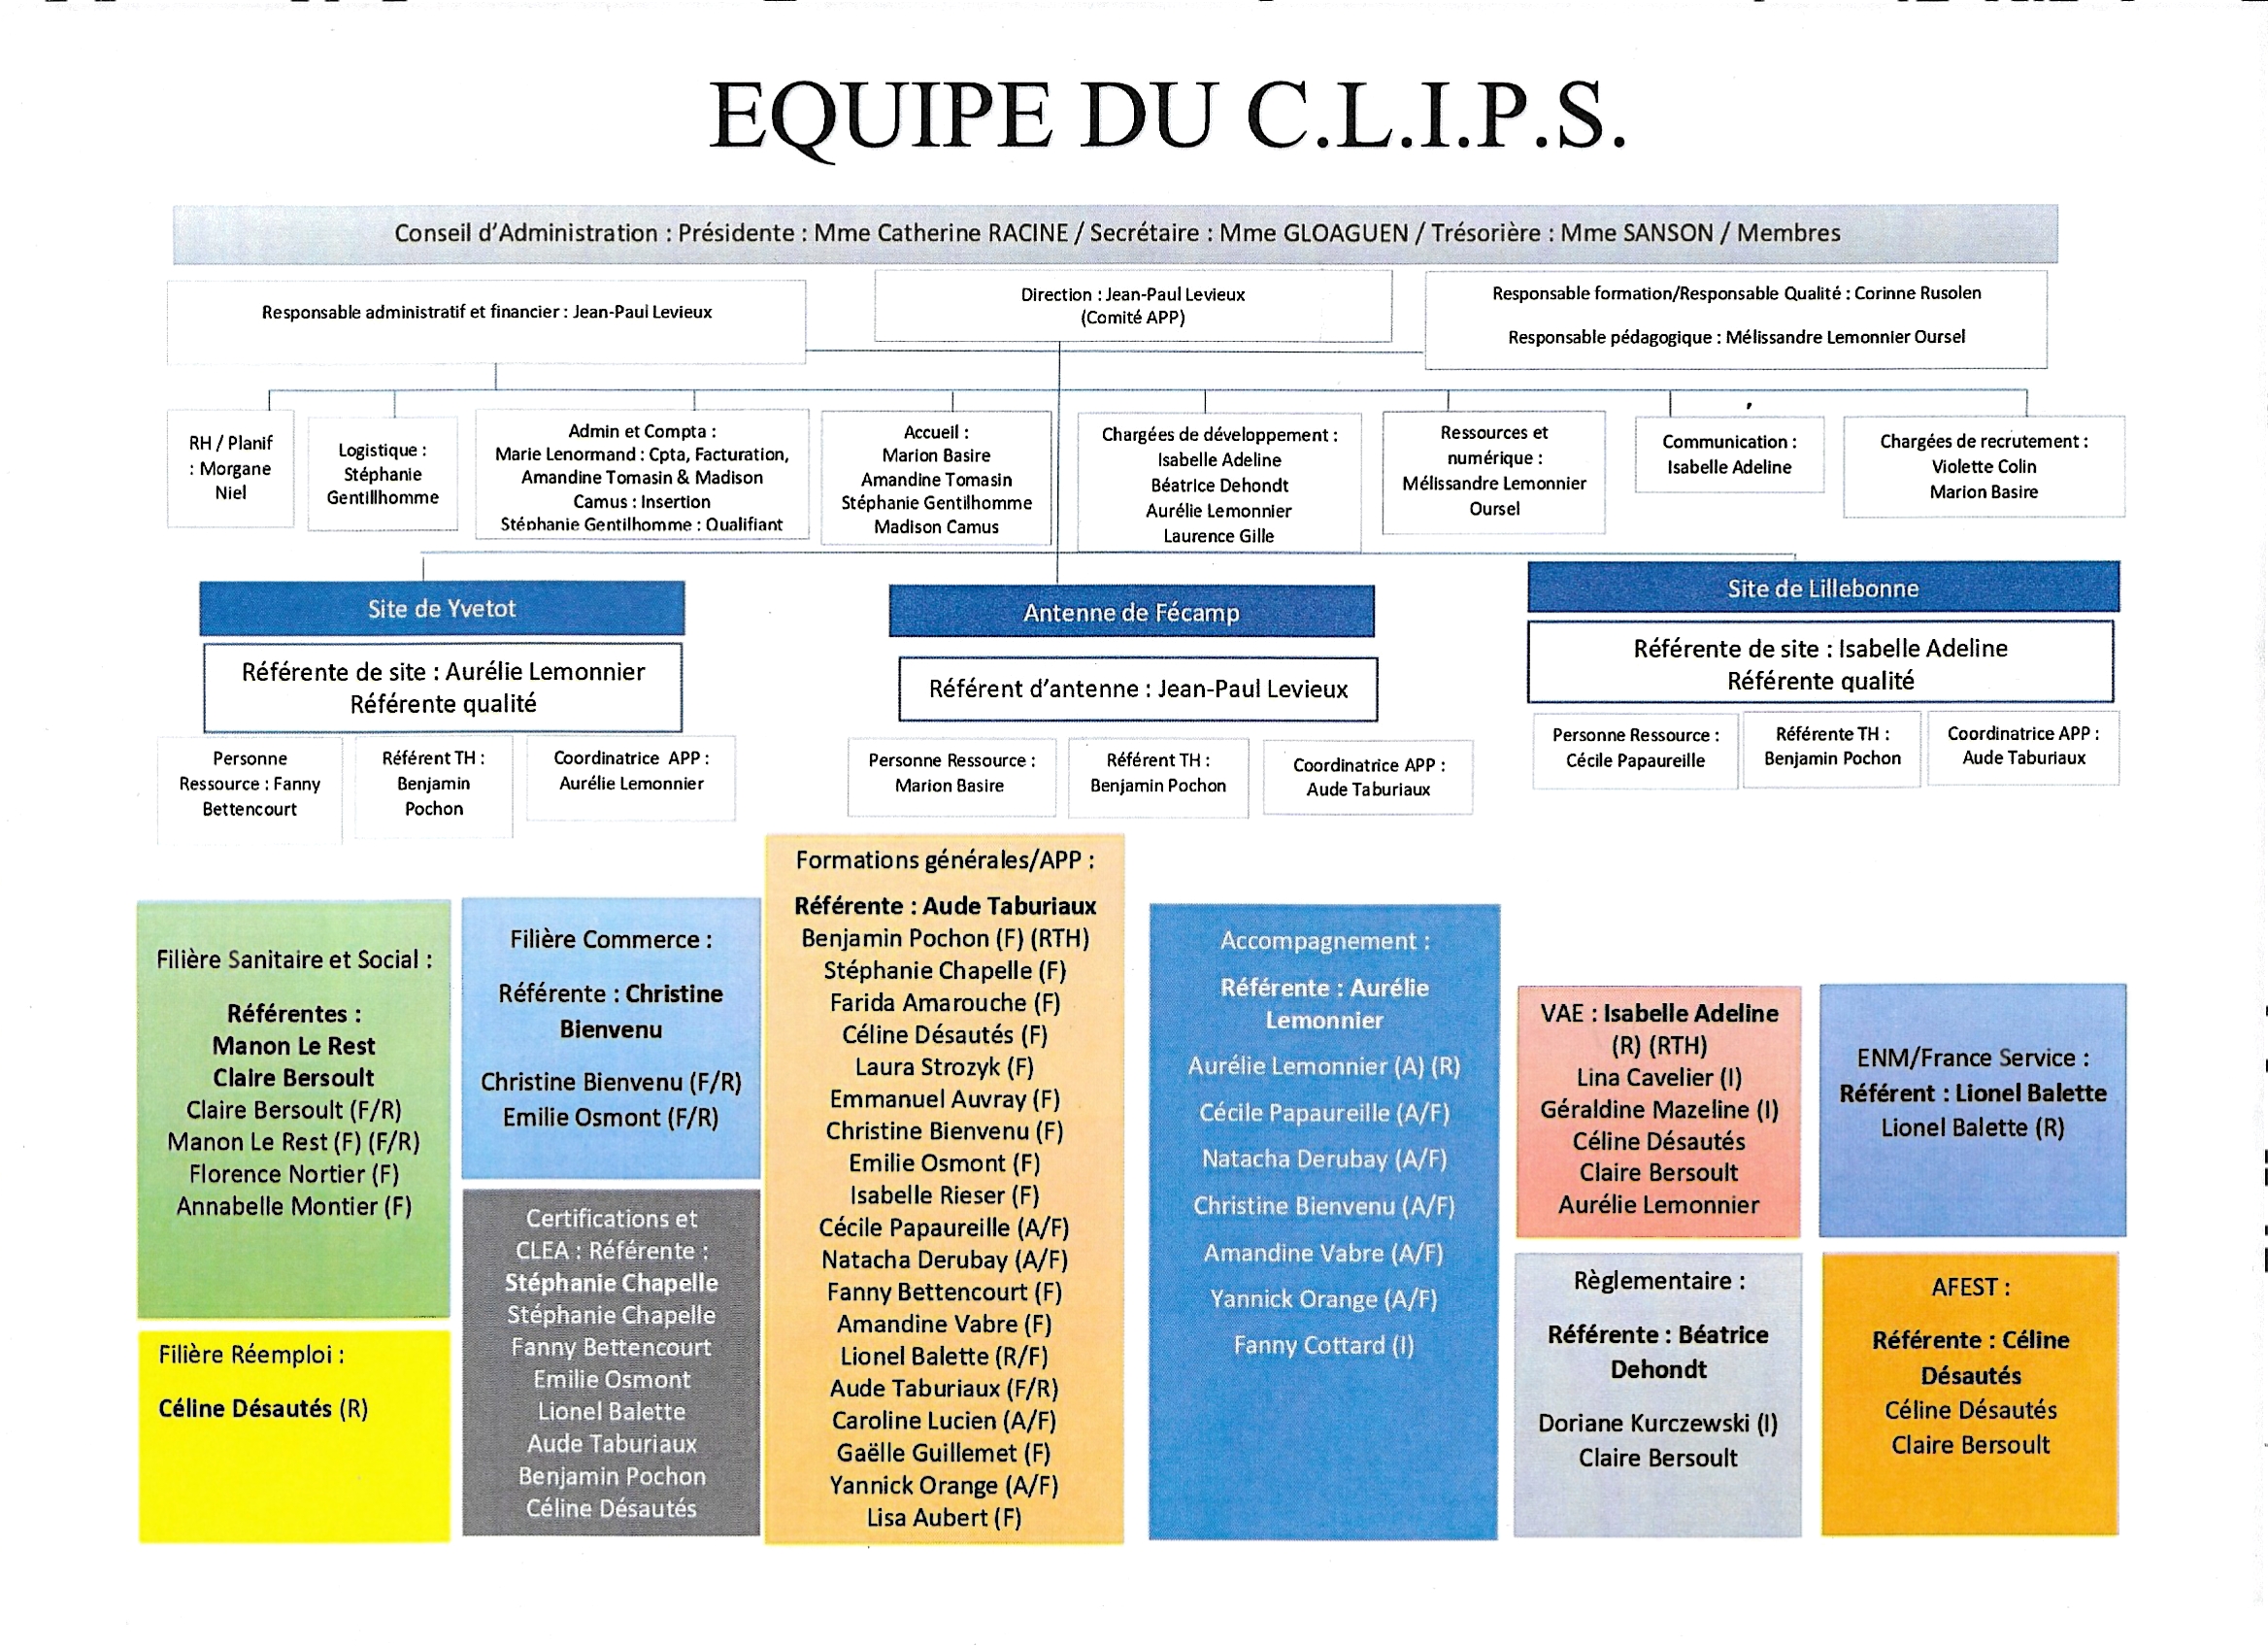 EQUIPE DU C.L.I.P.S.
Conseil d'Administration : Présidente : Mme Catherine RACINE / Secrétaire : Mme GLOAGUEN / Trésorière : Mme SANSON / Membres
Responsable administratif et financier : Jean-Paul Levieux
Direction : Jean-Paul Levieux
(Comité APP)
Responsable formation/Responsable Qualité : Corinne Rusolen
Responsable pédagogique : Mélissandre Lemonnier Oursel
RH / Planif
: Morgane
Niel
Logistique :
Stéphanie
Gentillhomme
Admin et Compta :
Marie Lenormand : Cpta, Facturation,
Amandine Tomasin & Madison
Camus : Insertion
Stéphanie Gentilhomme : Qualifiant
Accueil :
Marion Basire
Amandine Tomasin
Stéphanie Gentilhomme
Madison Camus
Chargées de développement :
Isabelle Adeline
Béatrice Dehondt
Aurélie Lemonnier
Laurence Gille
Ressources et
numérique :
Mélissandre Lemonnier
Oursel
Communication :
Isabelle Adeline
Chargées de recrutement :
Violette Colin
Marion Basire
Site de Yvetot
Référente de site : Aurélie Lemonnier
Référente qualité
Personne
Ressource : Fanny
Bettencourt
Référent TH :
Benjamin
Pochon
Coordinatrice APP :
Aurélie Lemonnier
Antenne de Fécamp
Référent d'antenne : Jean-Paul Levieux
Personne Ressource :
Marion Basire
Référent TH :
Benjamin Pochon
Coordinatrice APP :
Aude Taburiaux
Site de Lillebonne
Référente de site : Isabelle Adeline
Référente qualité
Personne Ressource :
Cécile Papaureille
Référente TH :
Benjamin Pochon
Coordinatrice APP :
Aude Taburiaux
Filière Sanitaire et Social :
Référentes :
Manon Le Rest
Claire Bersoult
Claire Bersoult (F/R)
Manon Le Rest (F) (F/R)
Florence Nortier (F)
Annabelle Montier (F)
Filière Réemploi :
Céline Désautés (R)
Filière Commerce :
Référente : Christine
Bienvenu
Christine Bienvenu (F/R)
Emilie Osmont (F/R)
Certifications et
CLEA : Référente :
Stéphanie Chapelle
Stéphanie Chapelle
Fanny Bettencourt
Emilie Osmont
Lionel Balette
Aude Taburiaux
Benjamin Pochon
Céline Désautés
Formations générales/APP :
Référente : Aude Taburiaux
Benjamin Pochon (F) (RTH)
Stéphanie Chapelle (F)
Farida Amarouche (F)
Céline Désautés (F)
Laura Strozyk (F)
Emmanuel Auvray (F)
Christine Bienvenu (F)
Emilie Osmont (F)
Isabelle Rieser (F)
Cécile Papaureille (A/F)
Natacha Derubay (A/F)
Fanny Bettencourt (F)
Amandine Vabre (F)
Lionel Balette (R/F)
Aude Taburiaux (F/R)
Caroline Lucien (A/F)
Gaëlle Guillemet (F)
Yannick Orange (A/F)
Lisa Aubert (F)
Accompagnement :
Référente : Aurélie
Lemonnier
Aurélie Lemonnier (A) (R)
Cécile Papaureille (A/F)
Natacha Derubay (A/F)
Christine Bienvenu (A/F)
Amandine Vabre (A/F)
Yannick Orange (A/F)
Fanny Cottard (I)
VAE : Isabelle Adeline
(R) (RTH)
Lina Cavelier (I)
Géraldine Mazeline (I)
Céline Désautés
Claire Bersoult
Aurélie Lemonnier
Règlementaire :
Référente : Béatrice
Dehondt
Doriane Kurczewski (I)
Claire Bersoult
ENM/France Service :
Référent : Lionel Balette
Lionel Balette (R)
AFEST :
Référente : Céline
Désautés
Céline Désautés
Claire Bersoult